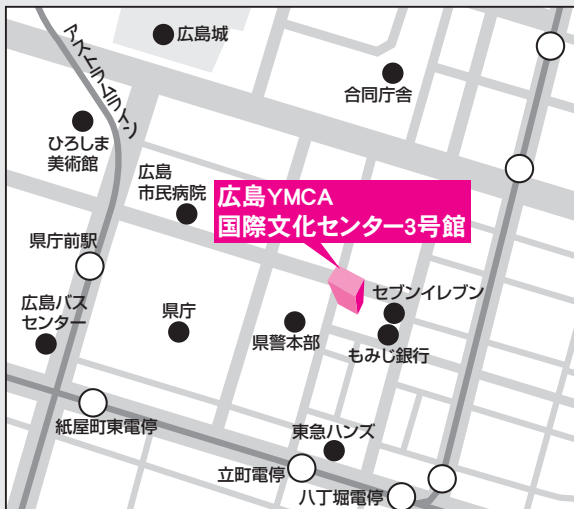 広島城
アストラムライン
合同庁舎
ひろしま
美術館
広島
市民病院
広島YMCA
国際文化センター3号館
県庁前駅
セブンイレブン
広島バス
センター
県庁
県警本部
もみじ銀行
紙屋町東電停
東急ハンズ
立町電停
八丁堀電停